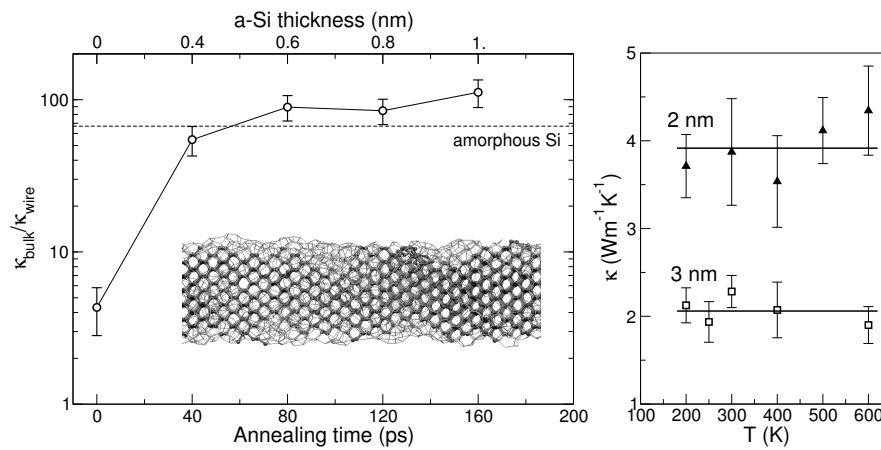 a-Si thickness (nm)
0 0.4 0.6 0.8 1.
100
10
1
κbulk/κwire
amorphous Si
0 40 80 120 160 200
Annealing time (ps)
5
4
3
2
1
κ (Wm⁻¹K⁻¹)
2 nm
3 nm
100 200 300 400 500 600
T (K)